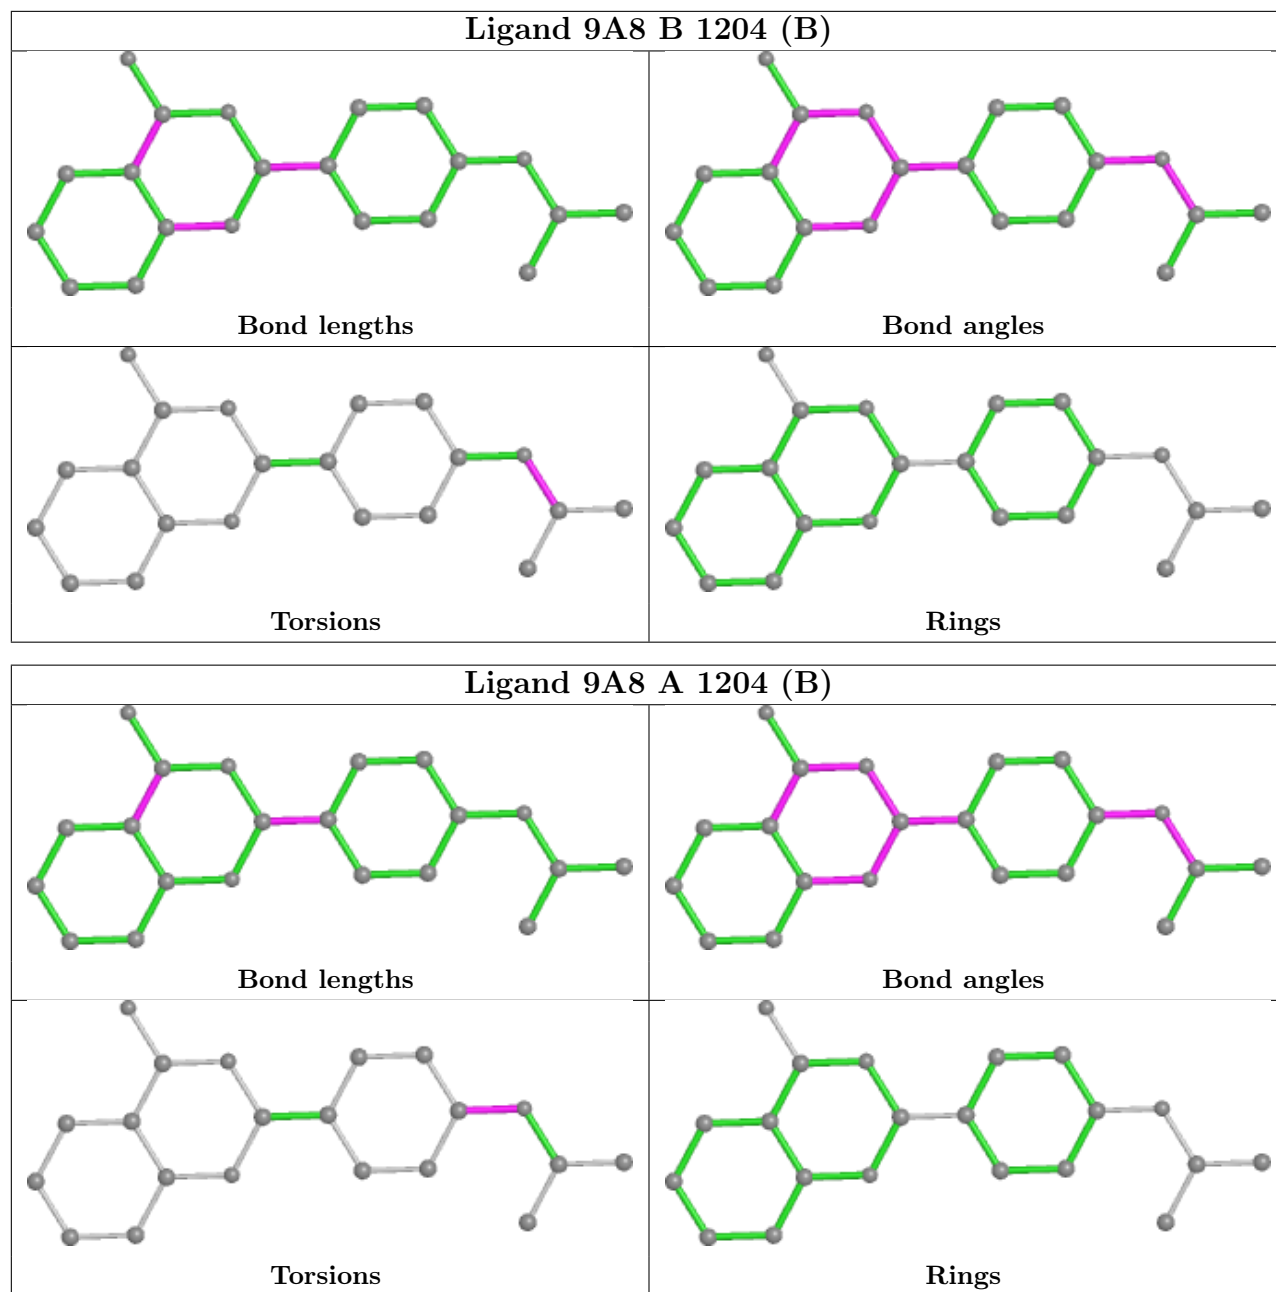 Ligand 9A8 B 1204 (B)
Bond lengths
Bond angles
Torsions
Rings
Ligand 9A8 A 1204 (B)
Bond lengths
Bond angles
Torsions
Rings